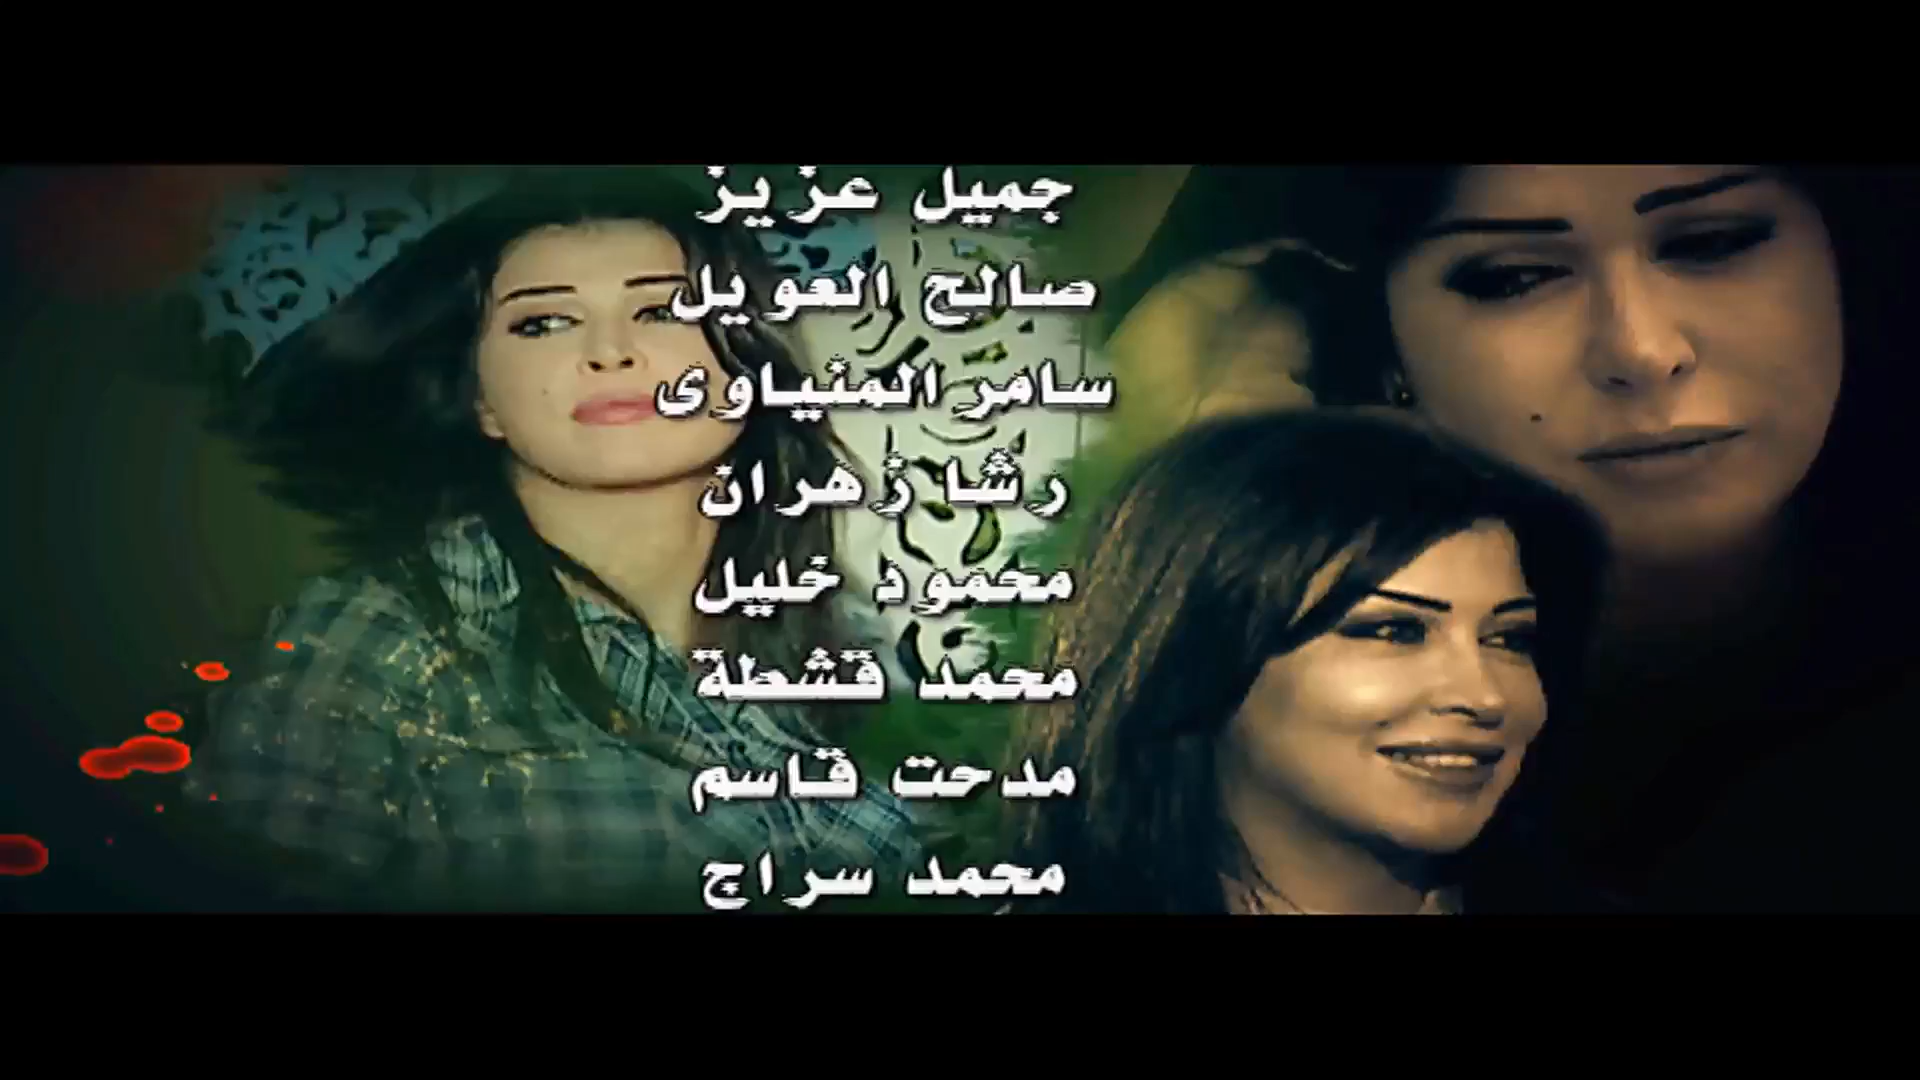 جميل عزيز
صالح العويل
سامر المنياوى
رشا زهران
محمود خليل
محمد قشطة
مدحت قاسم
محمد سراج